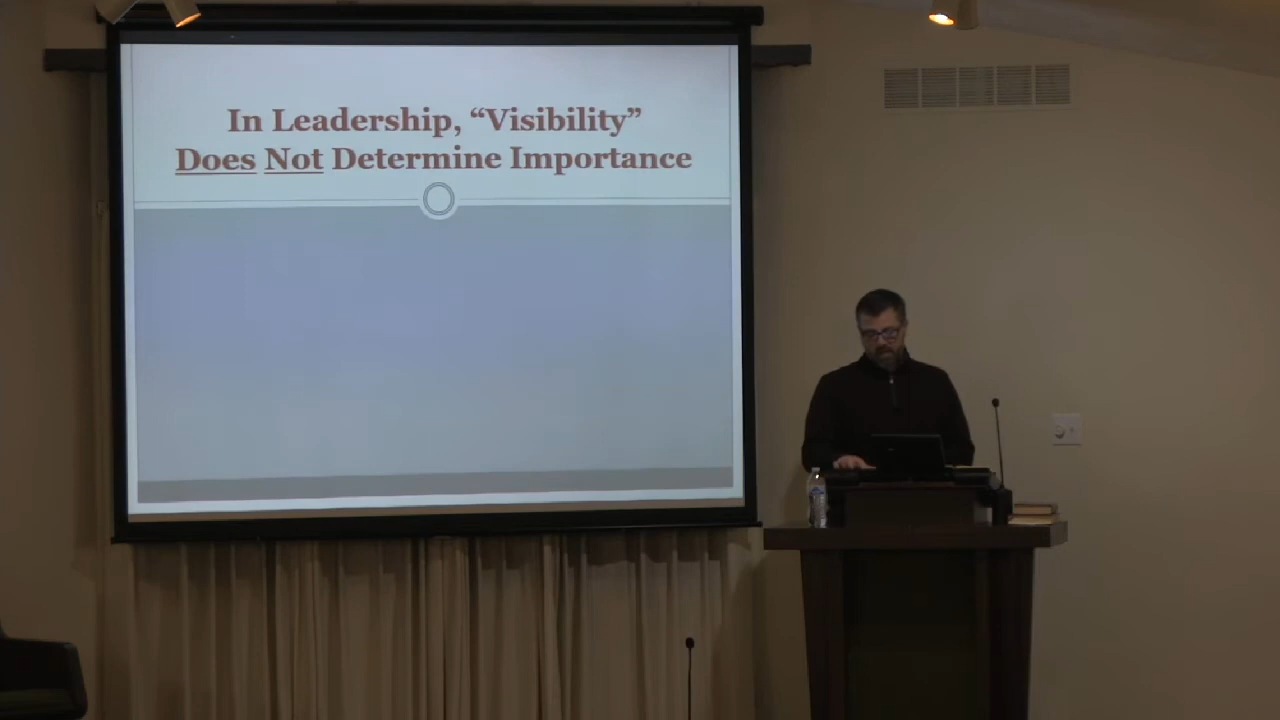 In Leadership, “Visibility”
Does Not Determine Importance